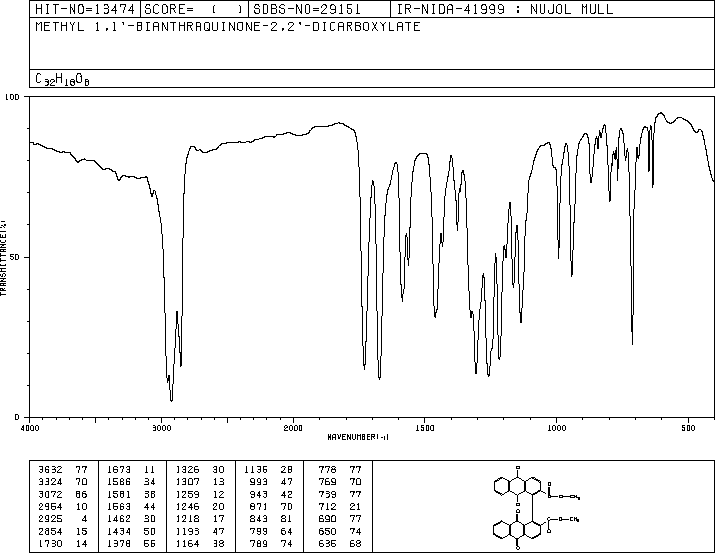 HIT-NO=13474 SCORE= ( ) SDBS-NO=29151 IR-NIDA-41999 : NUJOL MULL
METHYL 1,1'-BIANTHRAQUINONE-2,2'-DICARBOXYLATE
C32H18O8
100
50
0
TRANSMITTANCE(%)
4000 3000 2000 1500 1000 500
WAVENUMBER(-1)
3632 77 1673 11 1326 30 1136 28 778 77
3324 70 1586 34 1307 13 993 47 769 70
3072 66 1581 36 1259 12 943 42 739 77
2954 10 1563 44 1246 20 871 70 712 21
2925 4 1462 30 1218 17 843 81 690 77
2854 15 1434 50 1193 47 799 64 650 74
1730 14 1378 55 1164 38 789 74 636 68